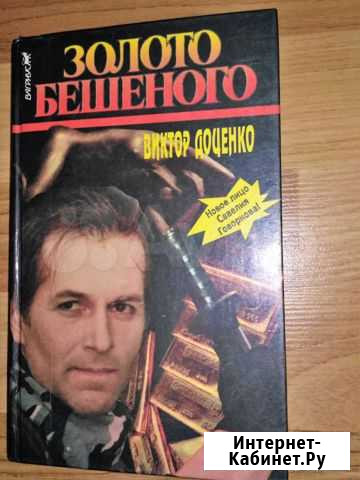 ВАГРИУС
ЗОЛОТО
БЕШЕНОГО
ВИКТОР ДОЦЕНКО
Новое лицо
Савелия
Говоркова!
Интернет-
Кабинет.Ру